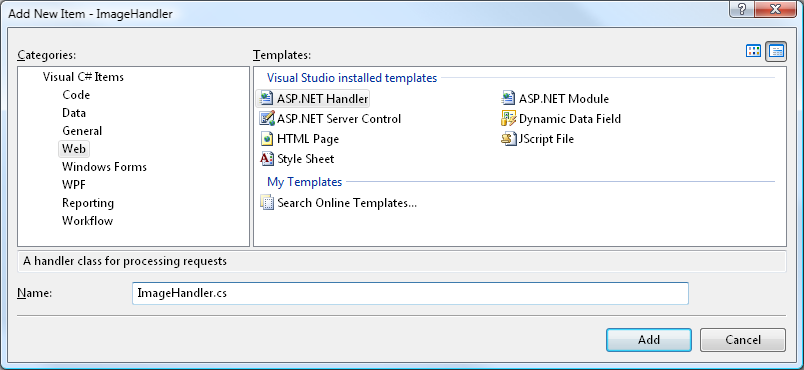 Add New Item - ImageHandler
Categories:
Templates:
Visual C# Items
Code
Data
General
Web
Windows Forms
WPF
Reporting
Workflow
Visual Studio installed templates
ASP.NET Handler
ASP.NET Module
ASP.NET Server Control
Dynamic Data Field
HTML Page
JScript File
Style Sheet
My Templates
Search Online Templates...
A handler class for processing requests
Name:
ImageHandler.cs
Add
Cancel